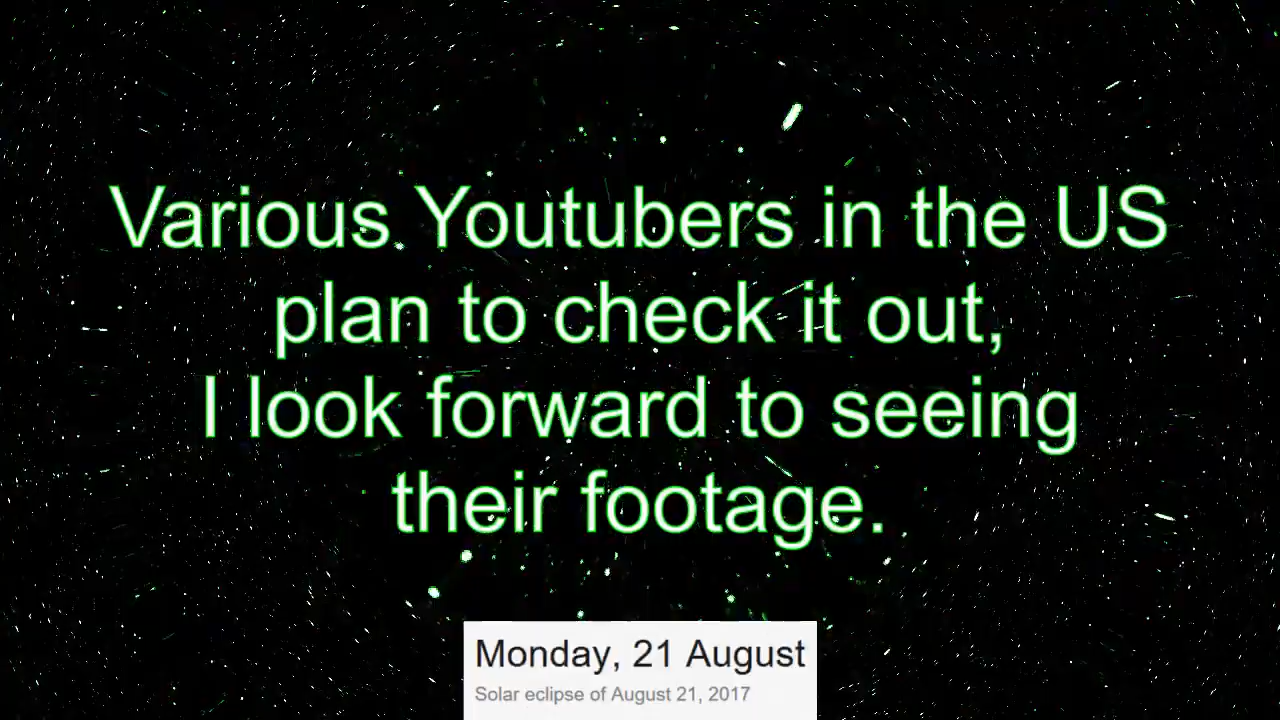 Various Youtubers in the US
plan to check it out,
I look forward to seeing
their footage.
Monday, 21 August
Solar eclipse of August 21, 2017